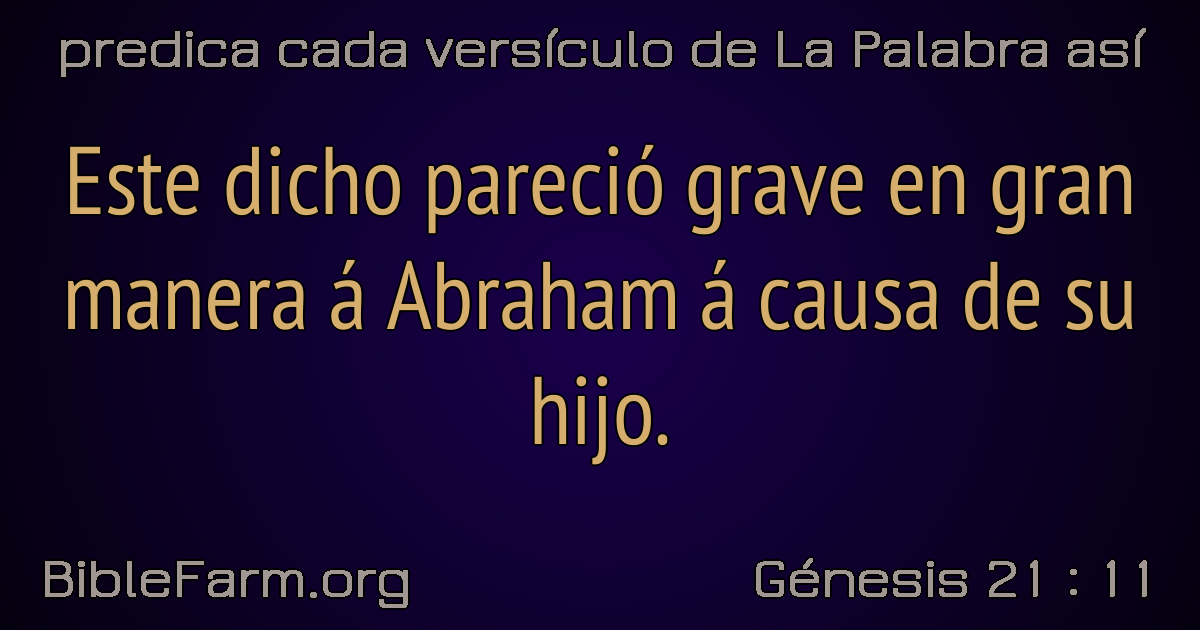 predica cada versículo de La Palabra así
Este dicho pareció grave en gran
manera á Abraham á causa de su
hijo.
BibleFarm.org
Génesis 21 : 11